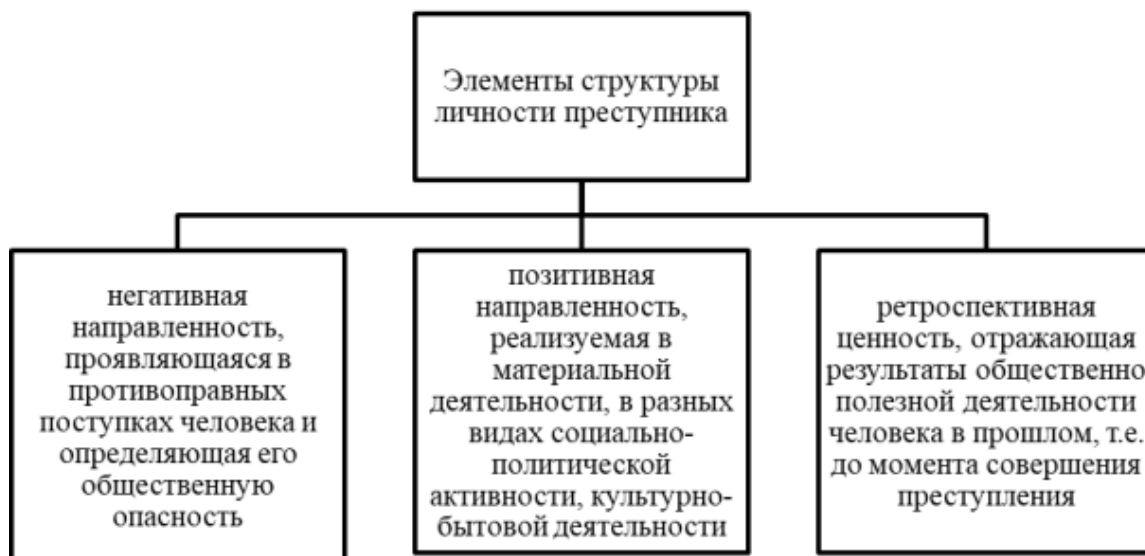 Элементы структуры
личности преступника
негативная
направленность,
проявляющаяся в
противоправных
поступках человека и
определяющая его
общественную
опасность
позитивная
направленность,
реализуемая в
материальной
деятельности, в разных
видах социально-
политической
активности, культурно-
бытовой деятельности
ретроспективная
ценность, отражающая
результаты общественно
полезной деятельности
человека в прошлом, т.е.
до момента совершения
преступления